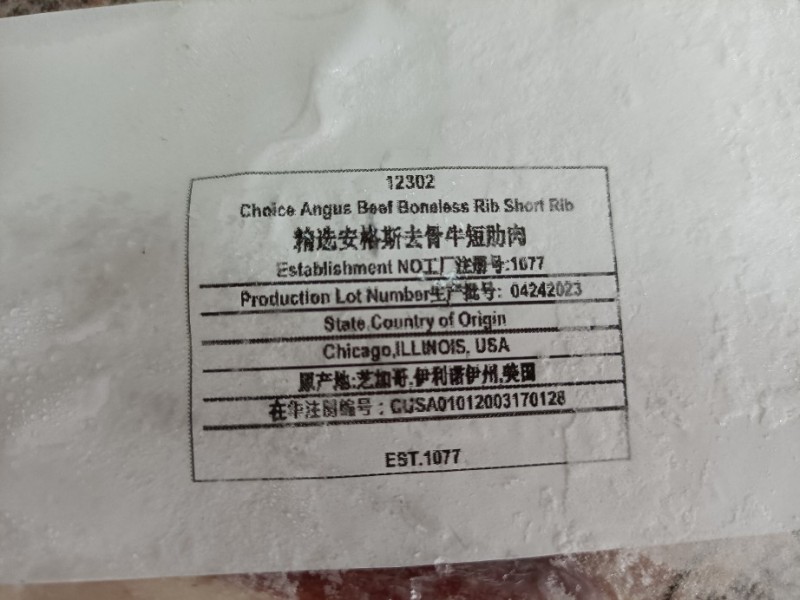 12302
Choice Angus Beef Boneless Rib Short Rib
精选安格斯去骨牛短肋肉
Establishment NO工厂注册号:1677
Production Lot Number生产批号: 04242023
State,Country of Origin
Chicago,ILLINOIS, USA
原产地:芝加哥,伊利诺伊州,美国
在华注册编号：CUSA01012003170128
EST.1077